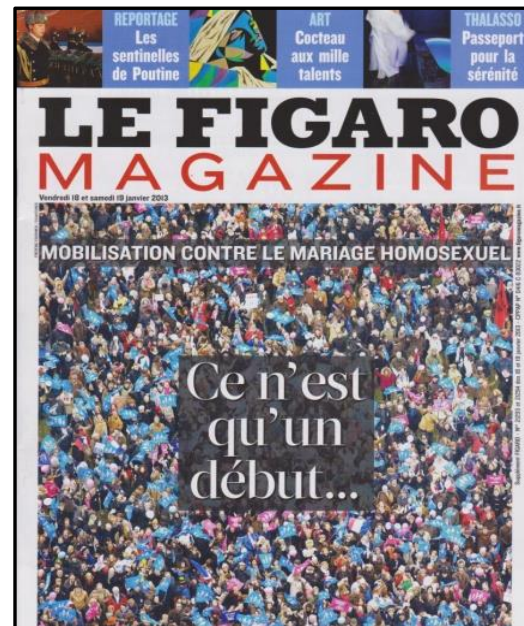 REPORTAGE
Les
sentinelles
de Poutine
ART
Cocteau
aux mille
talents
THALASSO
Passeport
pour la
sérénité
LE FIGARO
MAGAZINE
Vendredi 18 et samedi 19 janvier 2013
MOBILISATION CONTRE LE MARIAGE HOMOSEXUEL
Ce n'est
qu'un
début...